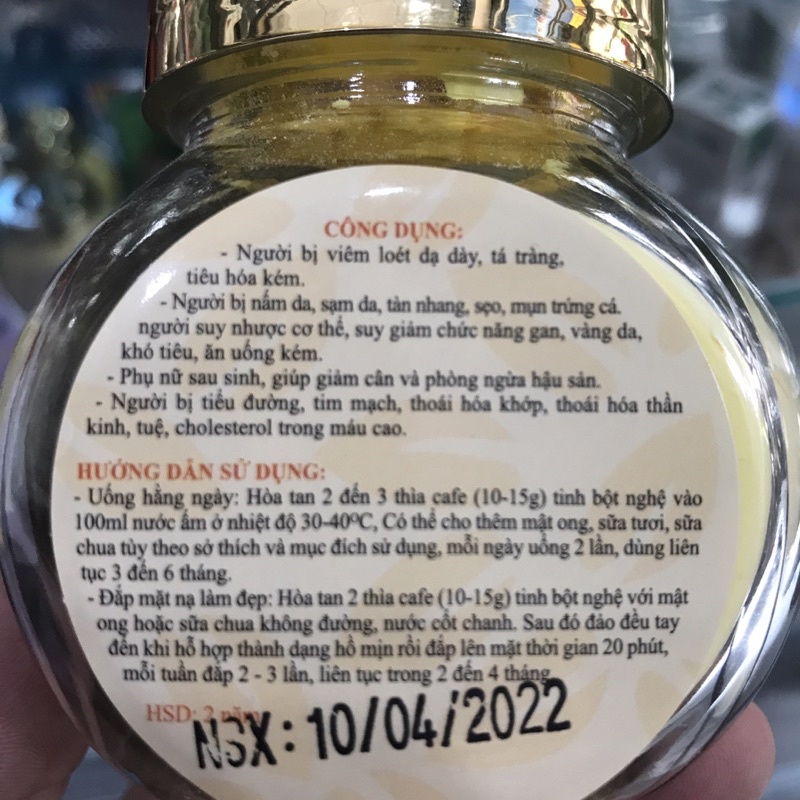 CÔNG DỤNG:
- Người bị viêm loét dạ dày, tá tràng,
tiêu hóa kém.
- Người bị nấm da, sạm da, tàn nhang, sẹo, mụn trứng cá.
người suy nhược cơ thể, suy giảm chức năng gan, vàng da,
khó tiêu, ăn uống kém.
- Phụ nữ sau sinh, giúp giảm cân và phòng ngừa hậu sản.
- Người bị tiểu đường, tim mạch, thoái hóa khớp, thoái hóa thần
kinh, tuệ, cholesterol trong máu cao.
HƯỚNG DẪN SỬ DỤNG:
- Uống hằng ngày: Hòa tan 2 đến 3 thìa cafe (10-15g) tinh bột nghệ vào
100ml nước ấm ở nhiệt độ 30-40ºC, Có thể cho thêm mật ong, sữa tươi, sữa
chua tùy theo sở thích và mục đích sử dụng, mỗi ngày uống 2 lần, dùng liên
tục 3 đến 6 tháng.
- Đắp mặt nạ làm đẹp: Hòa tan 2 thìa cafe (10-15g) tinh bột nghệ với mật
ong hoặc sữa chua không đường, nước cốt chanh. Sau đó đảo đều tay
đến khi hỗ hợp thành dạng hồ mịn rồi đắp lên mặt thời gian 20 phút,
mỗi tuần đắp 2 - 3 lần, liên tục trong 2 đến 4 tháng
HSD: 2 năm
NSX: 10/04/2022